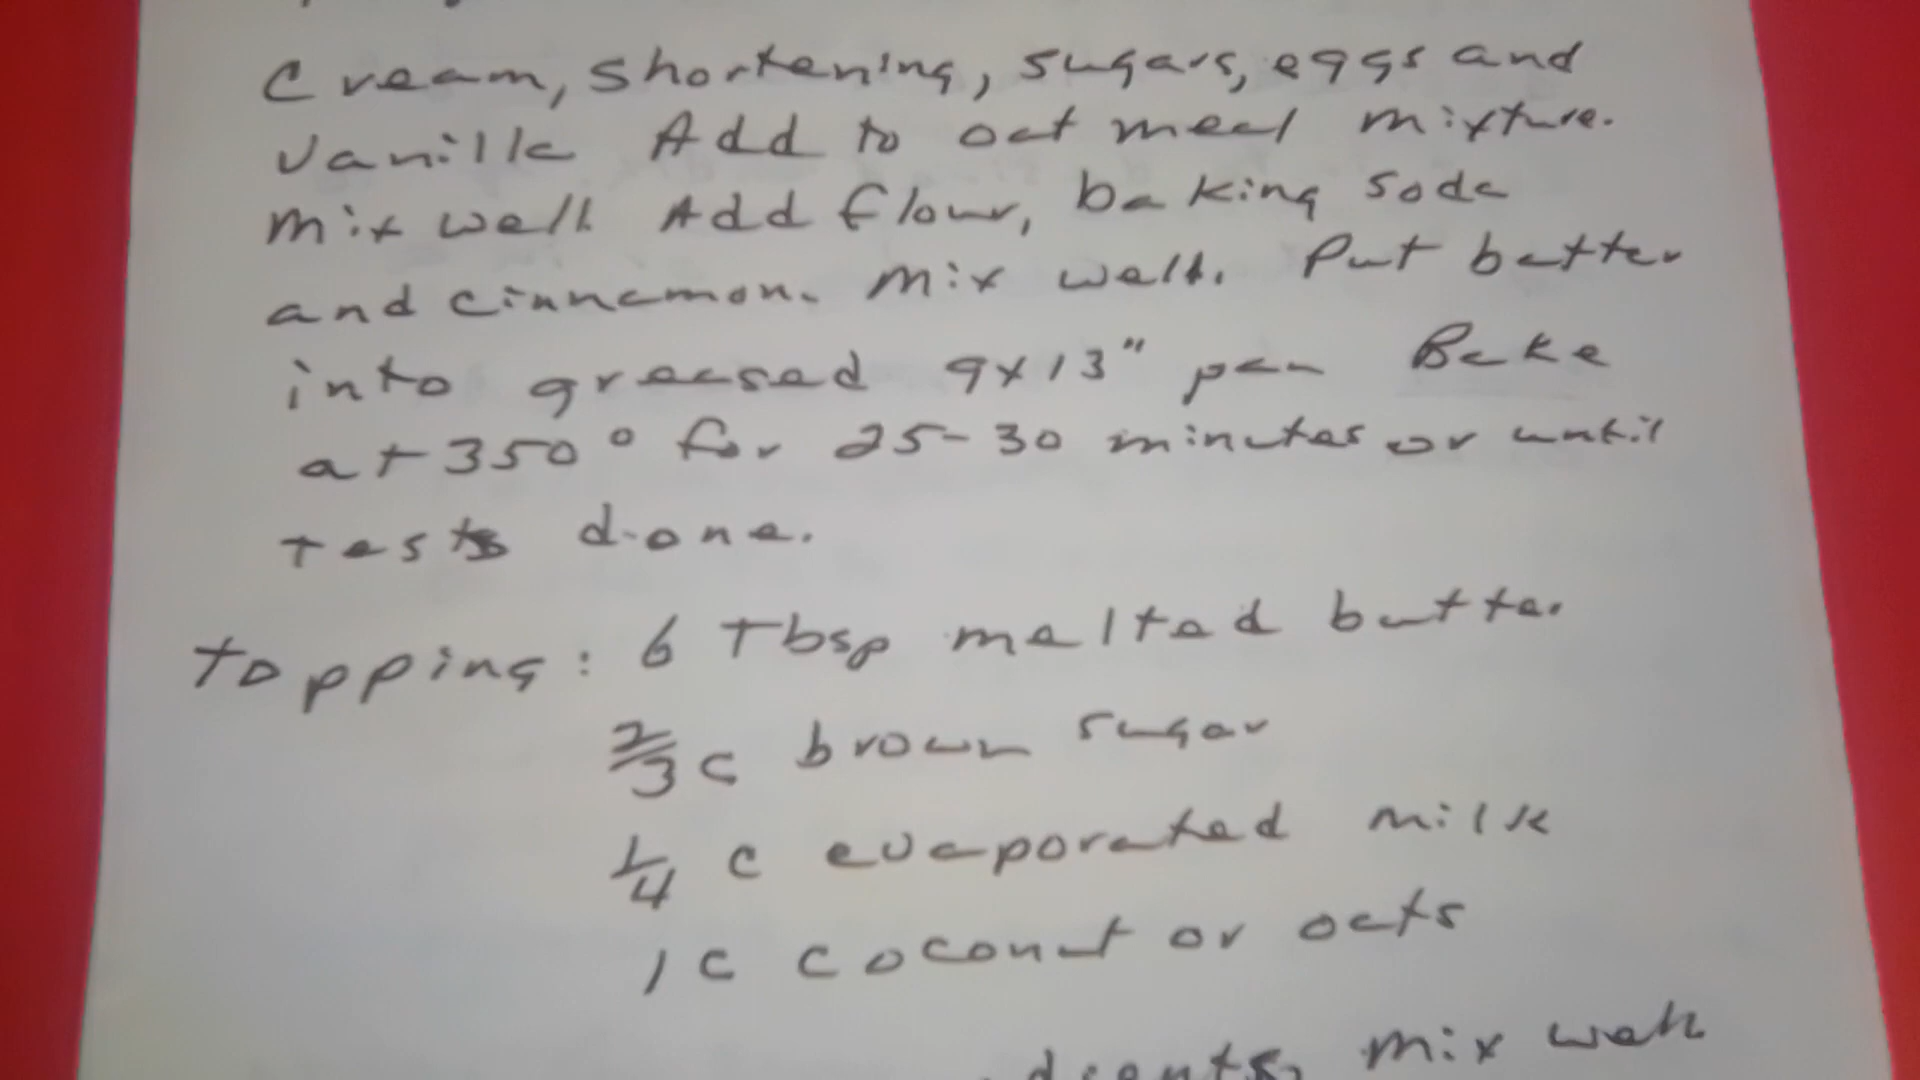 Cream, shortening, sugars, eggs and
vanilla Add to oatmeal mixture.
Mix well. Add flour, baking soda
and cinnamon. Mix well. Put batter
into greased 9x13" pan Bake
at 350° for 25-30 minutes or until
tests done.
topping: 6 Tbsp melted butter
2/3 c brown sugar
1/4 c evaporated milk
1 c coconut or oats
mix well